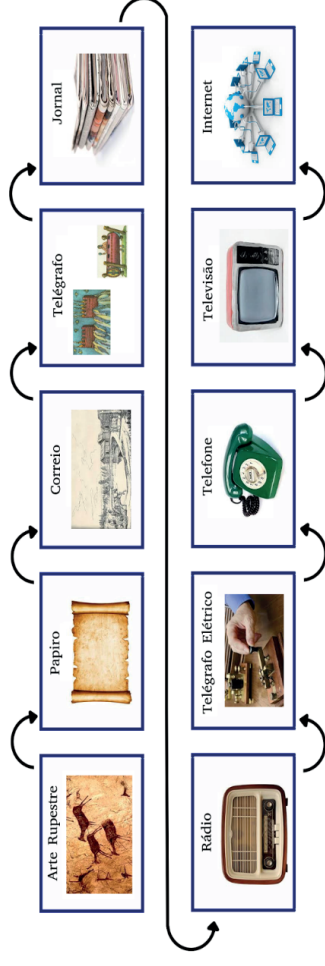 Arte Rupestre
Papiro
Correio
Telégrafo
Jornal
Rádio
Telégrafo Elétrico
Telefone
Televisão
Internet